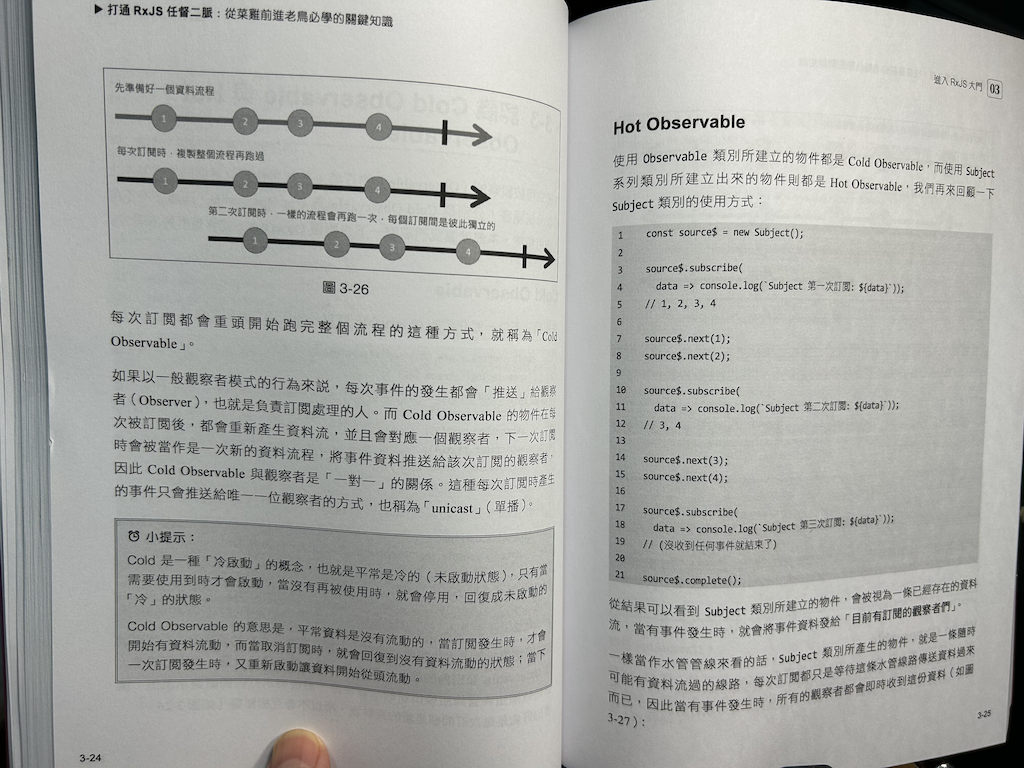 ▶ 打通 RxJS 任督二脈：從菜雞前進老鳥必學的關鍵知識
先準備好一個資料流程
1 2 3 4
每次訂閱時，複製整個流程再跑過
1 2 3 4
第二次訂閱時，一樣的流程會再跑一次，每個訂閱間是彼此獨立的
1 2 3 4
圖 3-26
每次訂閱都會重頭開始跑完整個流程的這種方式，就稱為「Cold
Observable」。
如果以一般觀察者模式的行為來說，每次事件的發生都會「推送」給觀察
者（Observer），也就是負責訂閱處理的人。而 Cold Observable 的物件在每
次被訂閱後，都會重新產生資料流，並且會對應一個觀察者，下一次訂閱
時會被當作是一次新的資料流程，將事件資料推送給該次訂閱的觀察者，
因此 Cold Observable 與觀察者是「一對一」的關係。這種每次訂閱時產生
的事件只會推送給唯一一位觀察者的方式，也稱為「unicast」（單播）。
小提示：
Cold 是一種「冷啟動」的概念，也就是平常是冷的（未啟動狀態），只有當
需要使用到時才會啟動，當沒有再被使用時，就會停用，回復成未啟動的
「冷」的狀態。
Cold Observable 的意思是，平常資料是沒有流動的，當訂閱發生時，才會
開始有資料流動，而當取消訂閱時，就會回復到沒有資料流動的狀態；當下
一次訂閱發生時，又重新啟動讓資料開始從頭流動。
3-24
進入 RxJS 大門 03
Hot Observable
使用 Observable 類別所建立的物件都是 Cold Observable，而使用 Subject
系列類別所建立出來的物件則都是 Hot Observable，我們再來回顧一下
Subject 類別的使用方式：
1 const source$ = new Subject();
2
3 source$.subscribe(
4 data => console.log(`Subject 第一次訂閱: ${data}`));
5 // 1, 2, 3, 4
6
7 source$.next(1);
8 source$.next(2);
9
10 source$.subscribe(
11 data => console.log(`Subject 第二次訂閱: ${data}`));
12 // 3, 4
13
14 source$.next(3);
15 source$.next(4);
16
17 source$.subscribe(
18 data => console.log(`Subject 第三次訂閱: ${data}`));
19 // (沒收到任何事件就結束了)
20
21 source$.complete();
從結果可以看到 Subject 類別所建立的物件，會被視為一條已經存在的資料
流，當有事件發生時，就會將事件資料發給「目前有訂閱的觀察者們」。
一樣當作水管管線來看的話，Subject 類別所產生的物件，就是一條隨時
可能有資料流過的線路，每次訂閱都只是等待這條水管線路傳送資料過來
而已，因此當有事件發生時，所有的觀察者都會即時收到這份資料（如圖
3-27）：
3-25